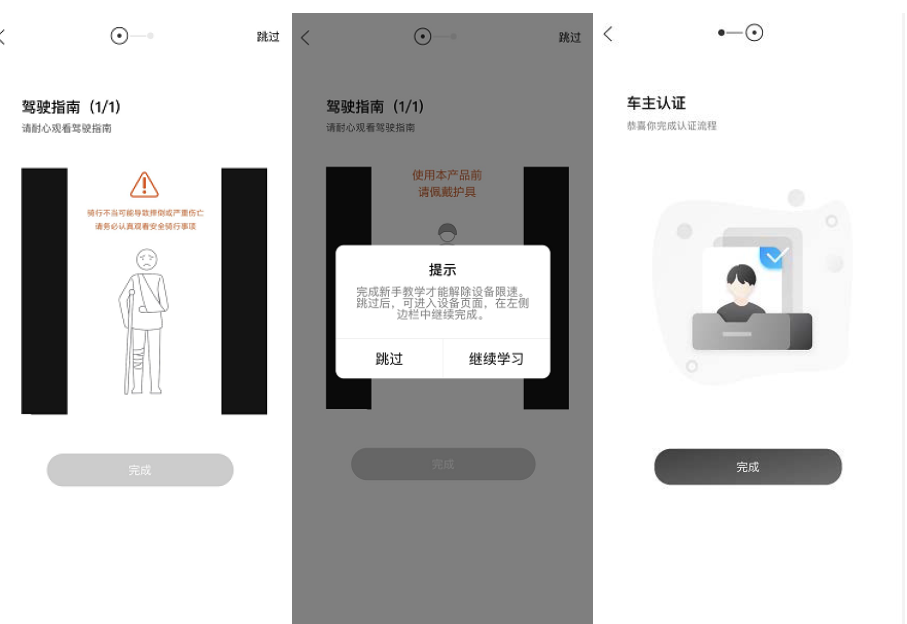 跳过
驾驶指南（1/1）
请耐心观看驾驶指南
骑行不当可能导致摔倒或严重伤亡
请务必认真观看安全骑行事项
完成
跳过
驾驶指南（1/1）
请耐心观看驾驶指南
使用本产品前
请佩戴护具
提示
完成新手教学才能解除设备限速。
跳过后，可进入设备页面，在左侧
边栏中继续完成。
跳过
继续学习
完成
车主认证
恭喜你完成认证流程
完成